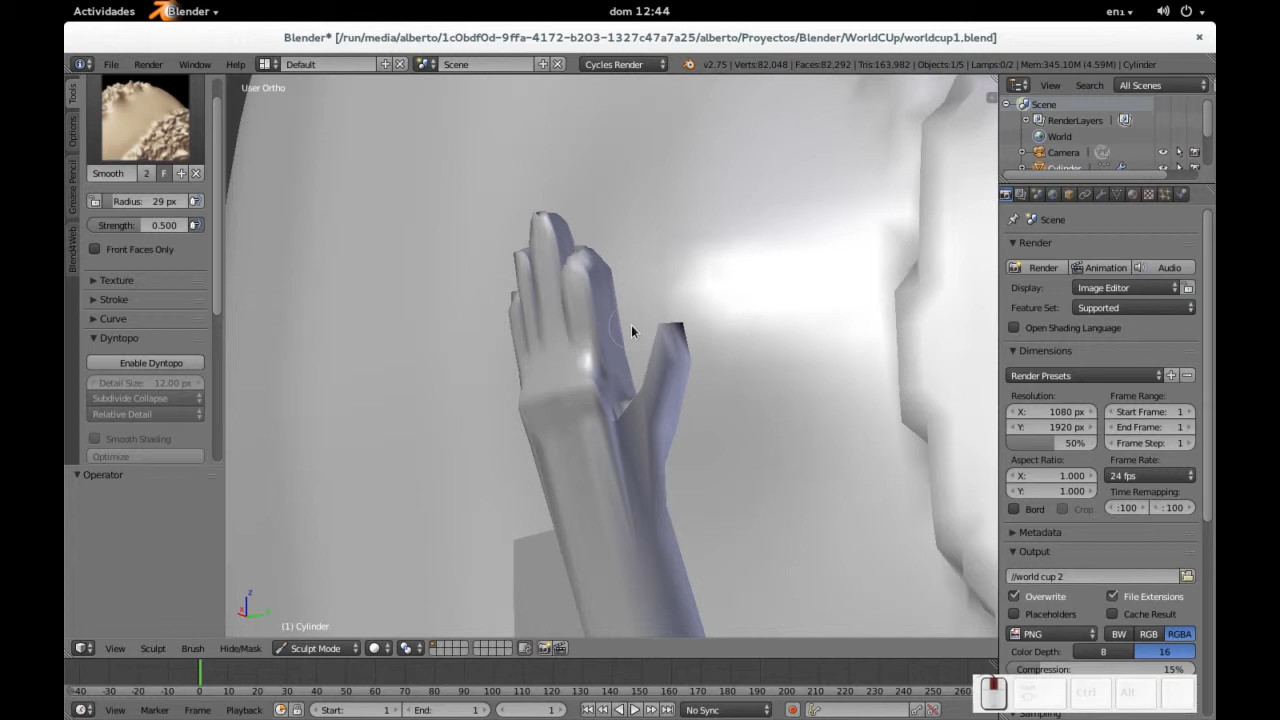 Actividades Blender dom 12:44 en1
Blender* [/run/media/alberto/1c0bdf0d-9ffa-4172-b203-1327c47a7a25/alberto/Proyectos/Blender/WorldCUp/worldcup1.blend]
File Render Window Help Default Scene Cycles Render v2.75 | Verts:82,048 | Faces:82,292 | Tris:163,982 | Objects:1/5 | Lamps:0/2 | Mem:345.10M (4.59M) | Cylinder
Tools
Options
Grease Pencil
Blend4Web
Smooth 2 F
Radius: 29 px
Strength: 0.500
Front Faces Only
Texture
Stroke
Curve
Dyntopo
Enable Dyntopo
Detail Size: 12.00 px
Subdivide Collapse
Relative Detail
Smooth Shading
Optimize
Operator
User Ortho
(1) Cylinder
View Search All Scenes
Scene
RenderLayers
World
Camera
Cylinder
Scene
Render
Render Animation Audio
Display: Image Editor
Feature Set: Supported
Open Shading Language
Dimensions
Render Presets
Resolution: Frame Range:
X: 1080 px Start Frame: 1
Y: 1920 px End Frame: 1
50% Frame Step: 1
Aspect Ratio: Frame Rate:
X: 1.000 24 fps
Y: 1.000 Time Remapping:
Bord Crop :100 :100
Metadata
Output
//world cup 2
Overwrite File Extensions
Placeholders Cache Result
PNG BW RGB RGBA
Color Depth: 8 16
Compression: 15%
Ctrl Alt
View Sculpt Brush Hide/Mask Sculpt Mode
-40 -30 -20 -10 0 10 20 30 40 50 60 70 80 90 100 110 120 130 140 150 160 170 180 190 200 210 220 230 240 250 260
View Marker Frame Playback Start: 1 End: 1 1 No Sync